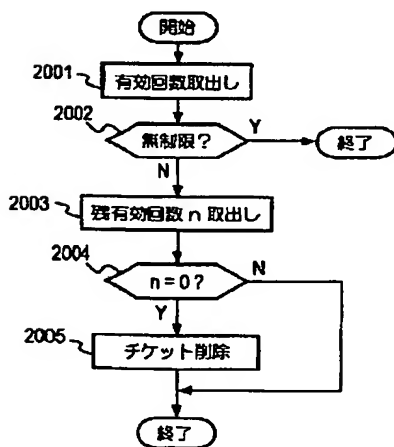 開始
2001
有効回数取出し
2002
無制限?
Y
終了
N
2003
残有効回数 n 取出し
2004
n=0?
N
Y
2005
チケット削除
終了